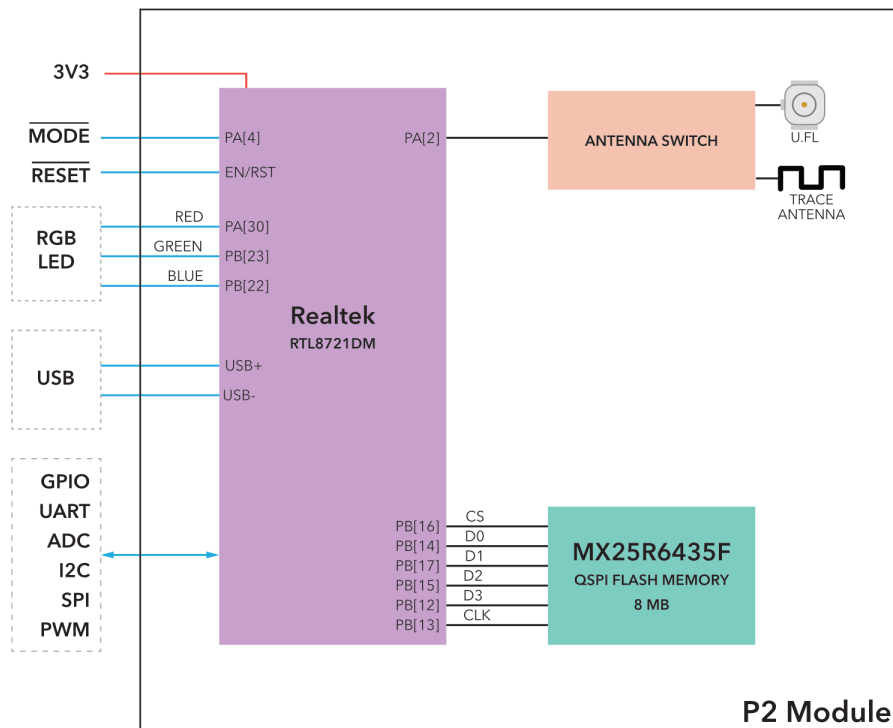 3V3
MODE
RESET
RGB
LED
USB
GPIO
UART
ADC
I2C
SPI
PWM
RED
GREEN
BLUE
PA[4]
EN/RST
PA[30]
PB[23]
PB[22]
USB+
USB-
Realtek
RTL8721DM
PA[2]
ANTENNA SWITCH
U.FL
TRACE
ANTENNA
PB[16]
PB[14]
PB[17]
PB[15]
PB[12]
PB[13]
CS
D0
D1
D2
D3
CLK
MX25R6435F
QSPI FLASH MEMORY
8 MB
P2 Module